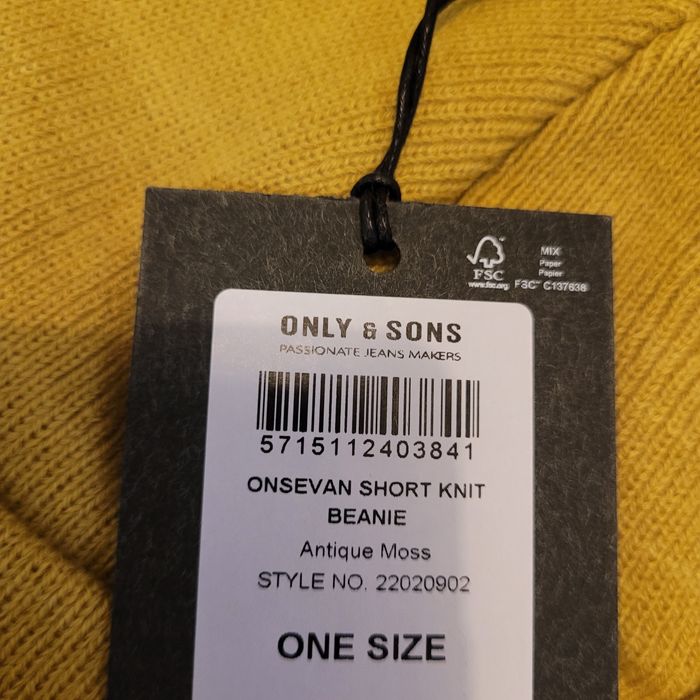 FSC
www.fsc.org
MIX
Paper
Papier
FSC™ C137638
ONLY & SONS
PASSIONATE JEANS MAKERS
5715112403841
ONSEVAN SHORT KNIT
BEANIE
Antique Moss
STYLE NO. 22020902
ONE SIZE